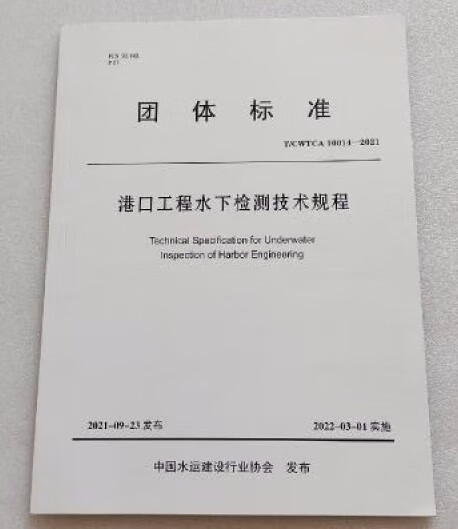 团体标准
T/CWTCA 10014—2021
港口工程水下检测技术规程
Technical Specification for Underwater
Inspection of Harbor Engineering
2021-09-23 发布
2022-03-01 实施
中国水运建设行业协会 发布